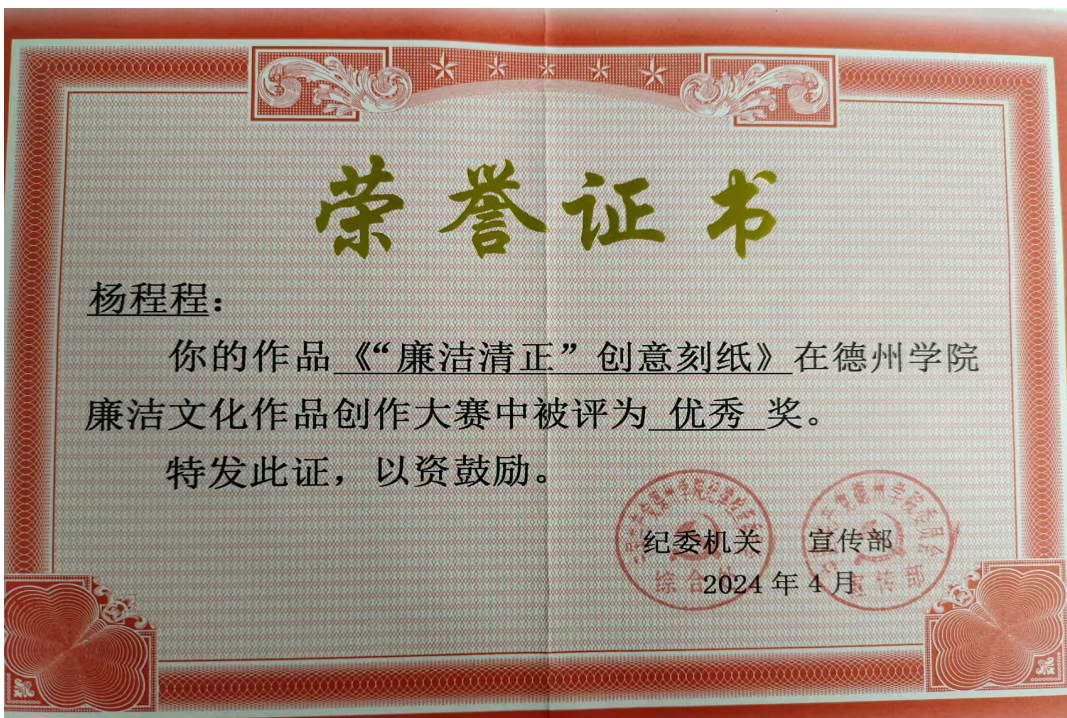 荣誉证书
杨程程：
你的作品《“廉洁清正”创意刻纸》在德州学院
廉洁文化作品创作大赛中被评为 优秀 奖。
特发此证，以资鼓励。
纪委机关 宣传部
2024年4月